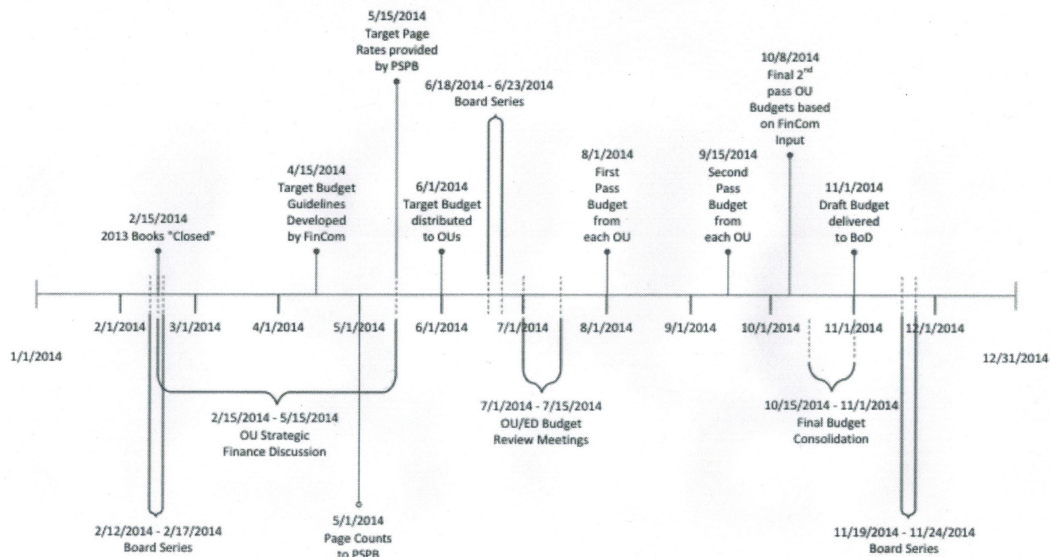 5/15/2014
Target Page
Rates provided
by PSPB
6/18/2014 - 6/23/2014
Board Series
10/8/2014
Final 2nd
pass OU
Budgets based
on FinCom
Input
4/15/2014
Target Budget
Guidelines
Developed
by FinCom
6/1/2014
Target Budget
distributed
to OUs
8/1/2014
First
Pass
Budget
from
each OU
9/15/2014
Second
Pass
Budget
from
each OU
11/1/2014
Draft Budget
delivered
to BoD
2/15/2014
2013 Books "Closed"
2/1/2014
3/1/2014
4/1/2014
5/1/2014
6/1/2014
7/1/2014
8/1/2014
9/1/2014
10/1/2014
11/1/2014
12/1/2014
1/1/2014
12/31/2014
2/15/2014 - 5/15/2014
OU Strategic
Finance Discussion
7/1/2014 - 7/15/2014
OU/ED Budget
Review Meetings
10/15/2014 - 11/1/2014
Final Budget
Consolidation
2/12/2014 - 2/17/2014
Board Series
5/1/2014
Page Counts
to PSPB
11/19/2014 - 11/24/2014
Board Series